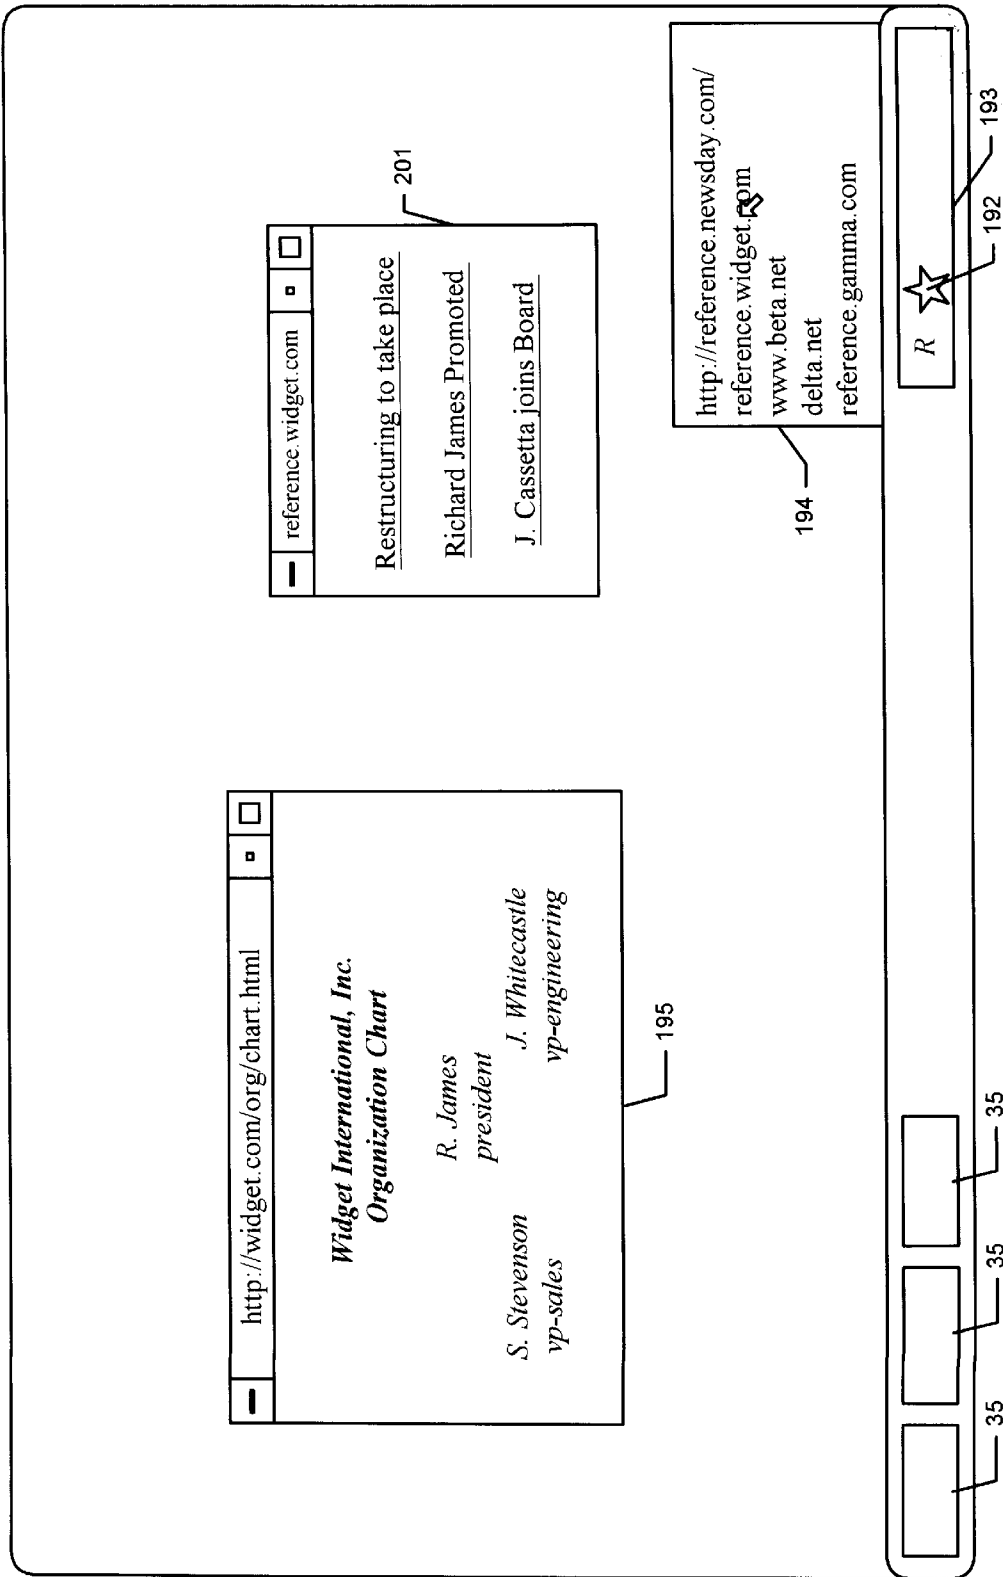 http://widget.com/org/chart.html
Widget International, Inc.
Organization Chart
R. James
president
S. Stevenson
vp-sales
J. Whitecastle
vp-engineering
195
reference.widget.com
Restructuring to take place
Richard James Promoted
J. Cassetta joins Board
201
http://reference.newsday.com/
reference.widget.com
www.beta.net
delta.net
reference.gamma.com
194
R
35
35
35
192
193